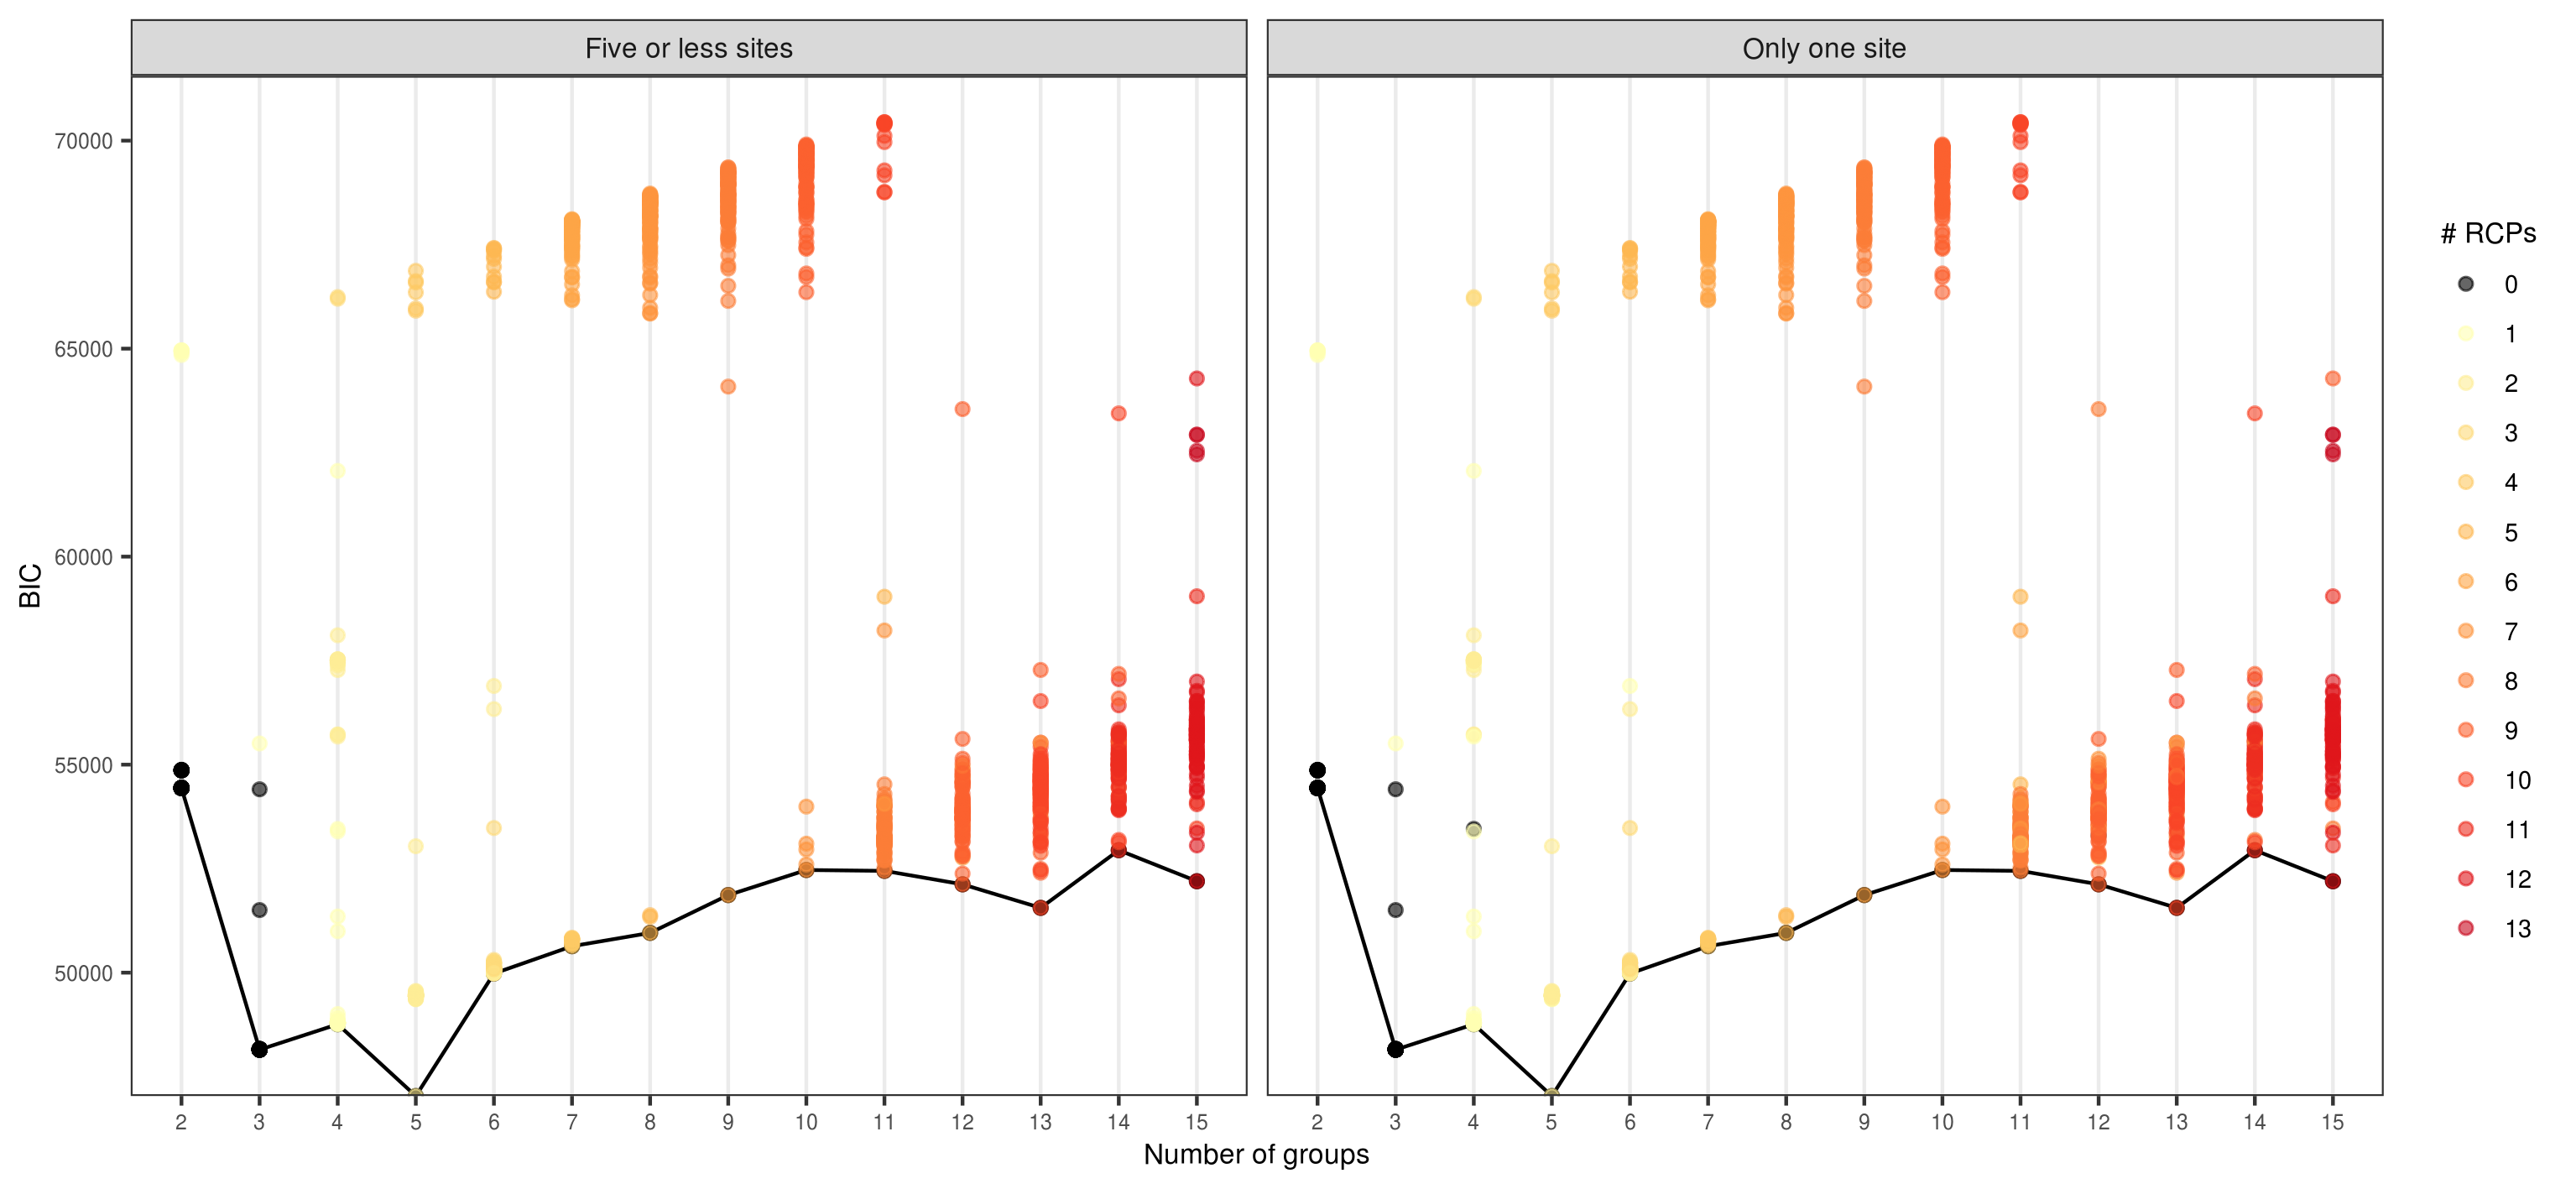 Five or less sites
Only one site
BIC
70000
65000
60000
55000
50000
2 3 4 5 6 7 8 9 10 11 12 13 14 15
2 3 4 5 6 7 8 9 10 11 12 13 14 15
Number of groups
# RCPs
0
1
2
3
4
5
6
7
8
9
10
11
12
13